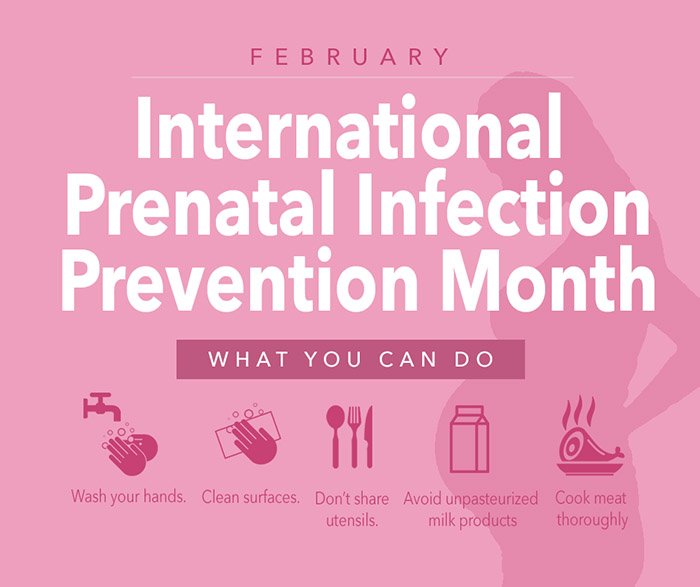 FEBRUARY
International
Prenatal Infection
Prevention Month
WHAT YOU CAN DO
Wash your hands.
Clean surfaces.
Don't share
utensils.
Avoid unpasteurized
milk products
Cook meat
thoroughly